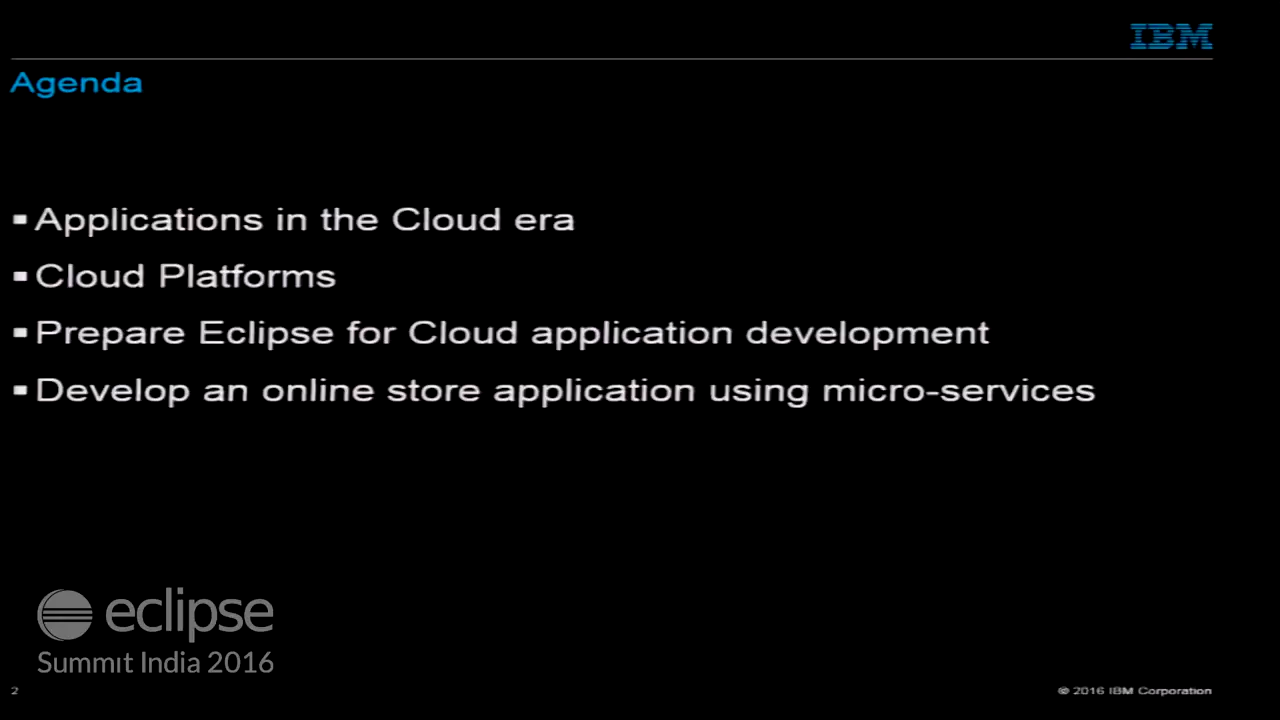 IBM
Agenda
Applications in the Cloud era
Cloud Platforms
Prepare Eclipse for Cloud application development
Develop an online store application using micro-services
eclipse
Summit India 2016
2
© 2016 IBM Corporation